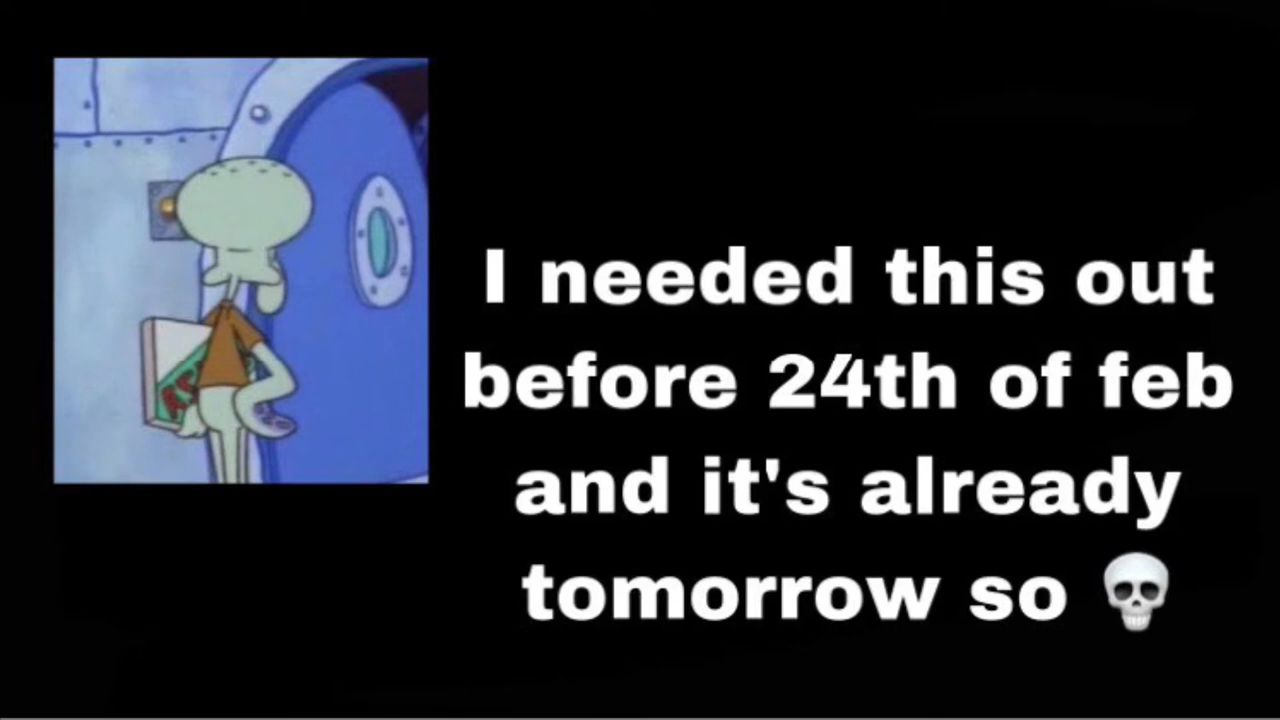 I needed this out
before 24th of feb
and it's already
tomorrow so 💀